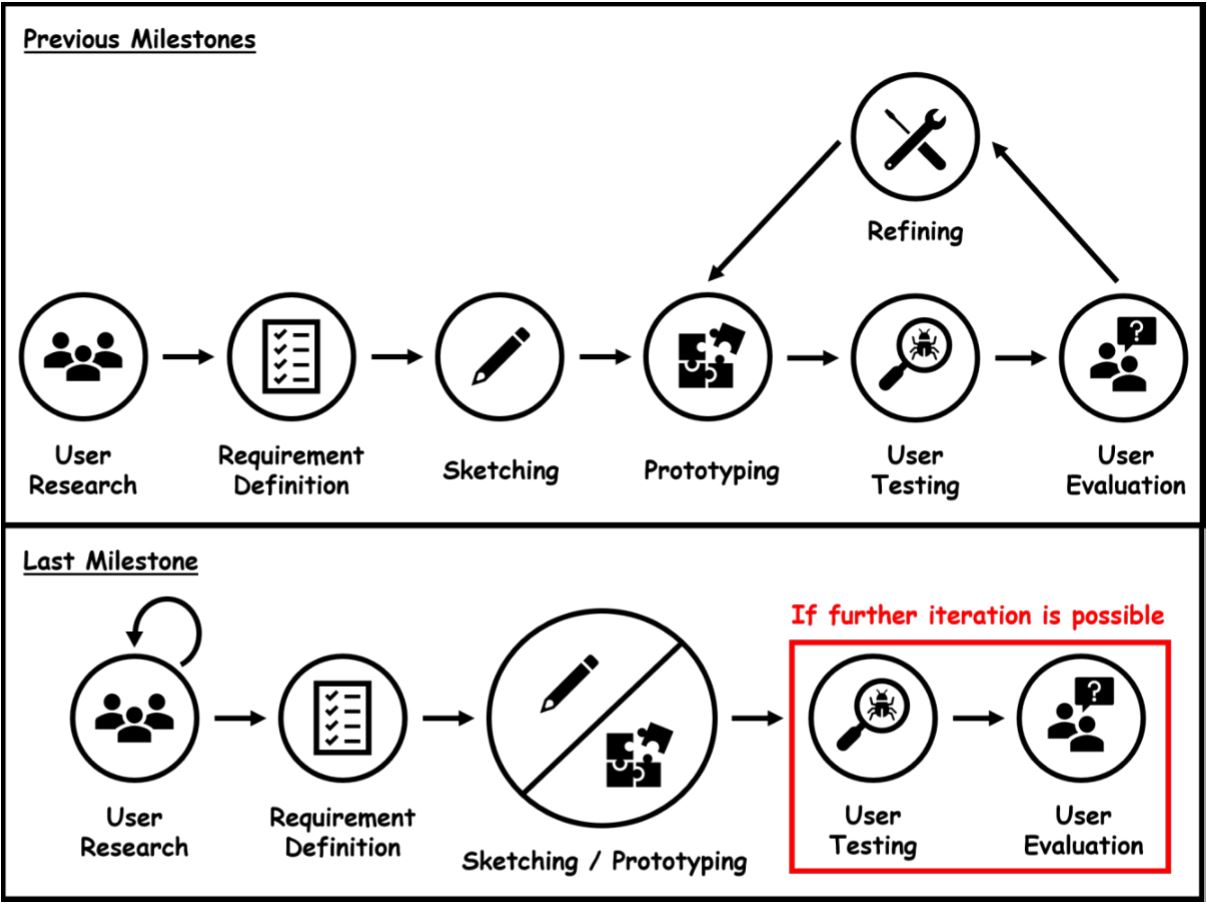 Previous Milestones
Refining
User
Research
Requirement
Definition
Sketching
Prototyping
User
Testing
User
Evaluation
?
Last Milestone
If further iteration is possible
User
Research
Requirement
Definition
Sketching / Prototyping
User
Testing
User
Evaluation
?